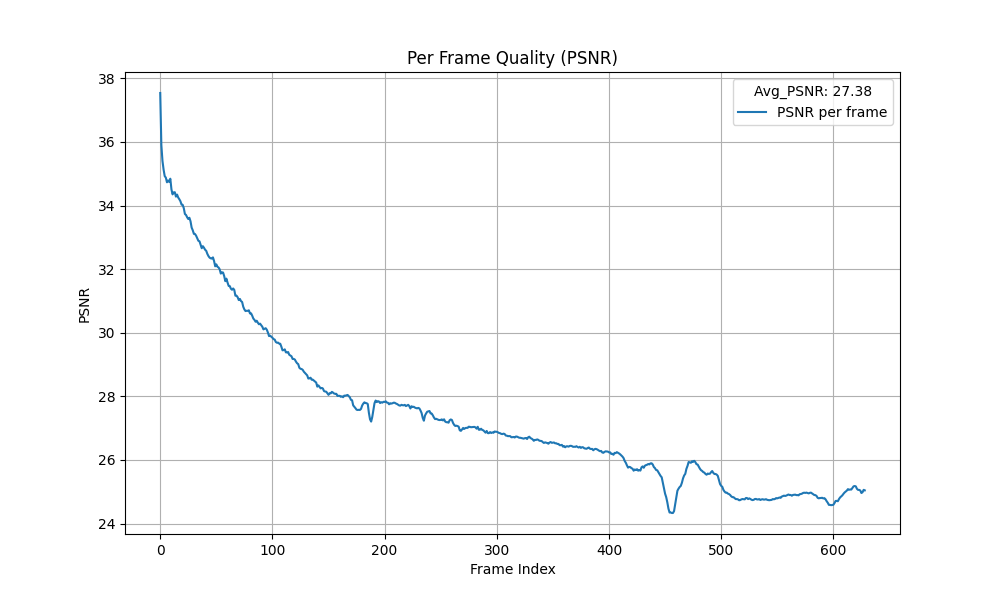 Per Frame Quality (PSNR)
Avg_PSNR: 27.38
PSNR per frame
38
36
34
32
30
28
26
24
PSNR
0 100 200 300 400 500 600
Frame Index